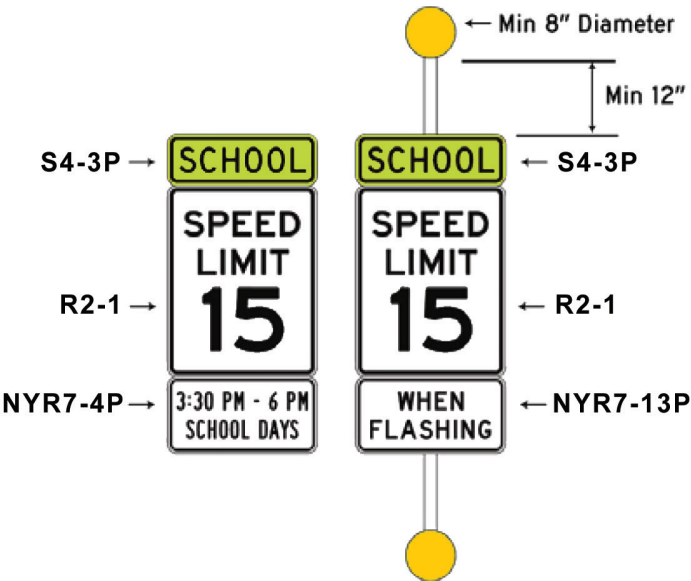 Min 8" Diameter
Min 12"
S4-3P
SCHOOL
SCHOOL
S4-3P
SPEED
LIMIT
15
SPEED
LIMIT
15
R2-1
R2-1
NYR7-4P
3:30 PM - 6 PM
SCHOOL DAYS
WHEN
FLASHING
NYR7-13P